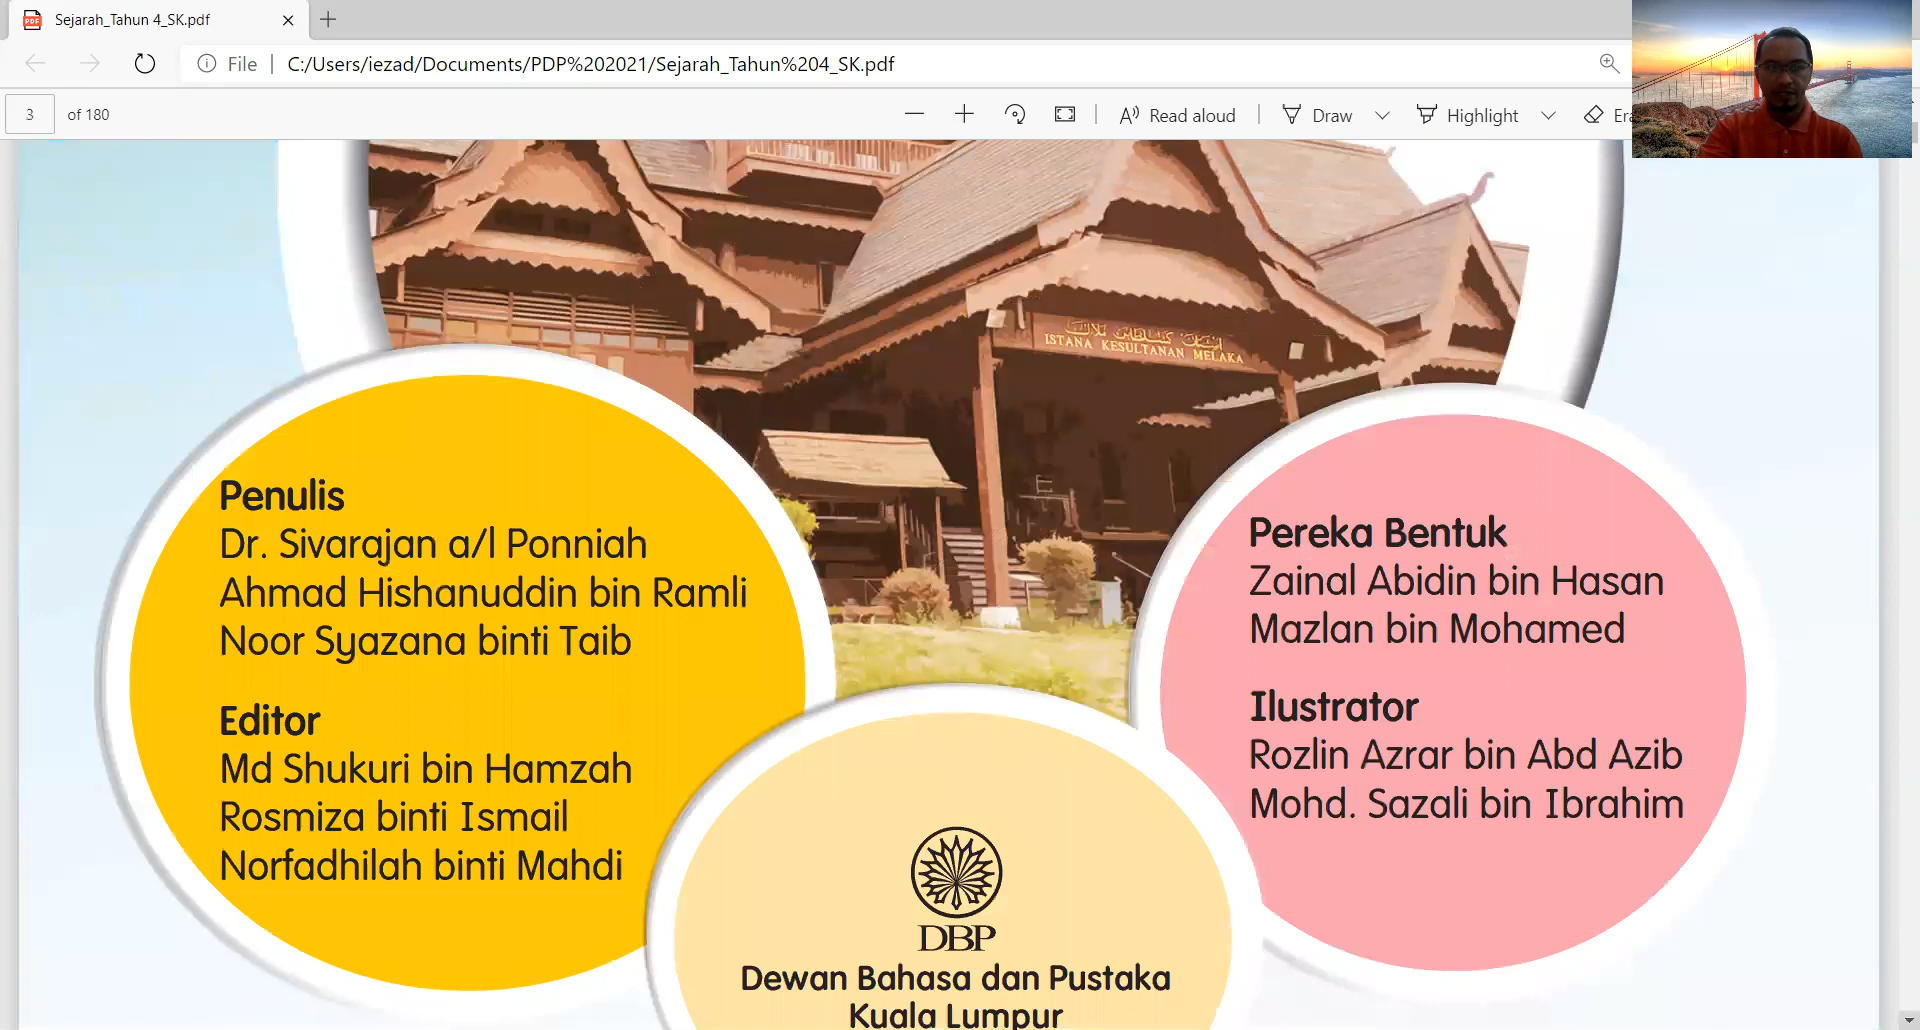 Sejarah_Tahun 4_SK.pdf
File
C:/Users/iezad/Documents/PDP%202021/Sejarah_Tahun%204_SK.pdf
3
of 180
Read aloud
Draw
Highlight
ISTANA KESULTANAN MELAKA
Penulis
Dr. Sivarajan a/l Ponniah
Ahmad Hishanuddin bin Ramli
Noor Syazana binti Taib
Editor
Md Shukuri bin Hamzah
Rosmiza binti Ismail
Norfadhilah binti Mahdi
Pereka Bentuk
Zainal Abidin bin Hasan
Mazlan bin Mohamed
Ilustrator
Rozlin Azrar bin Abd Azib
Mohd. Sazali bin Ibrahim
DBP
Dewan Bahasa dan Pustaka
Kuala Lumpur